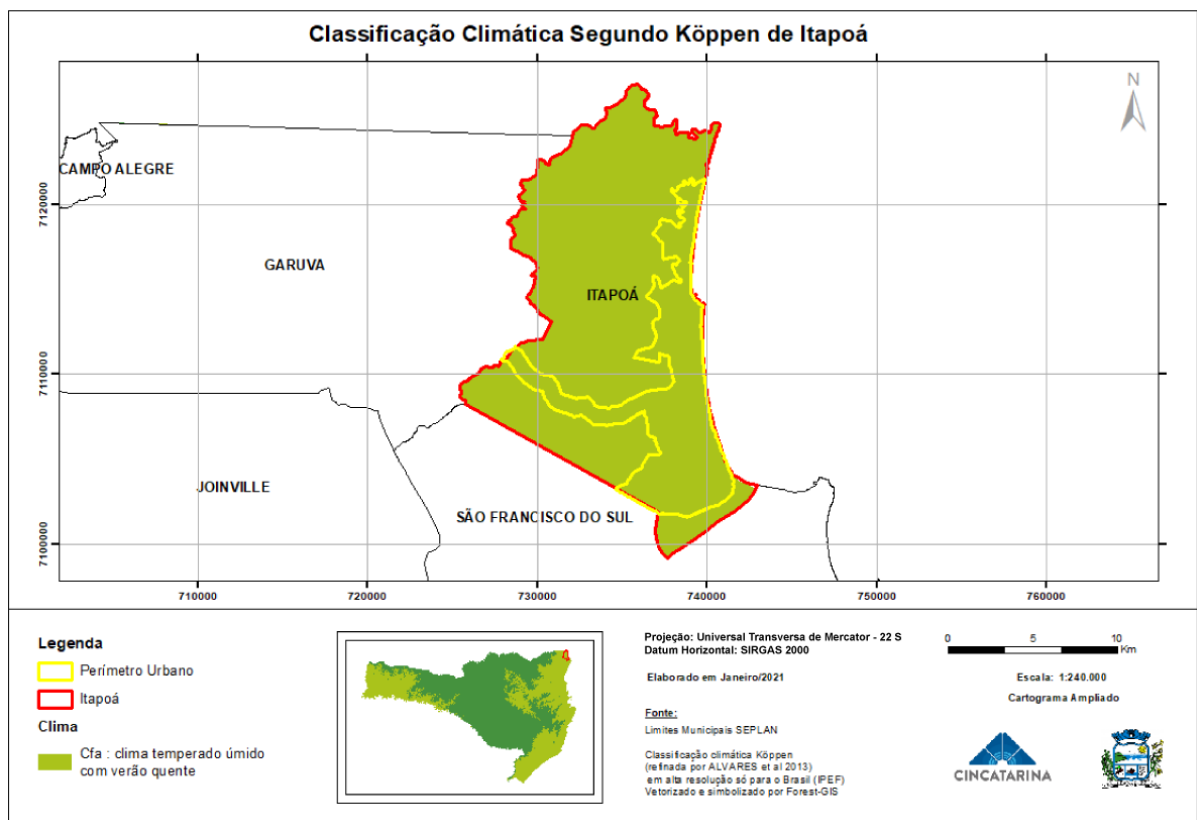 Classificação Climática Segundo Köppen de Itapoá
N
CAMPO ALEGRE
GARUVA
ITAPOÁ
JOINVILLE
SÃO FRANCISCO DO SUL
7120000
7110000
7100000
710000
720000
730000
740000
750000
760000
Legenda
Perímetro Urbano
Itapoá
Clima
Cfa : clima temperado úmido
com verão quente
Projeção: Universal Transversa de Mercator - 22 S
Datum Horizontal: SIRGAS 2000
Elaborado em Janeiro/2021
Fonte:
Limites Municipais SEPLAN
Classificação climática Köppen
(refinada por ALVARES et al 2013)
em alta resolução só para o Brasil (IPEF)
Vetorizado e simbolizado por Forest-GIS
0 5 10
Km
Escala: 1:240.000
Cartograma Ampliado
CINCATARINA